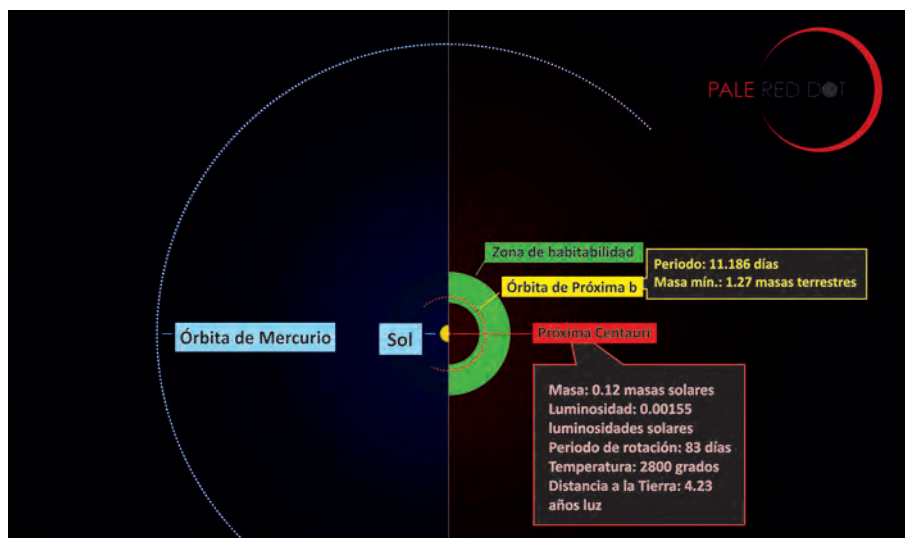 PALE RED DOT
Zona de habitabilidad
Periodo: 11.186 días
Masa mín.: 1.27 masas terrestres
Órbita de Próxima b
Órbita de Mercurio
Sol
Próxima Centauri
Masa: 0.12 masas solares
Luminosidad: 0.00155
luminosidades solares
Periodo de rotación: 83 días
Temperatura: 2800 grados
Distancia a la Tierra: 4.23
años luz